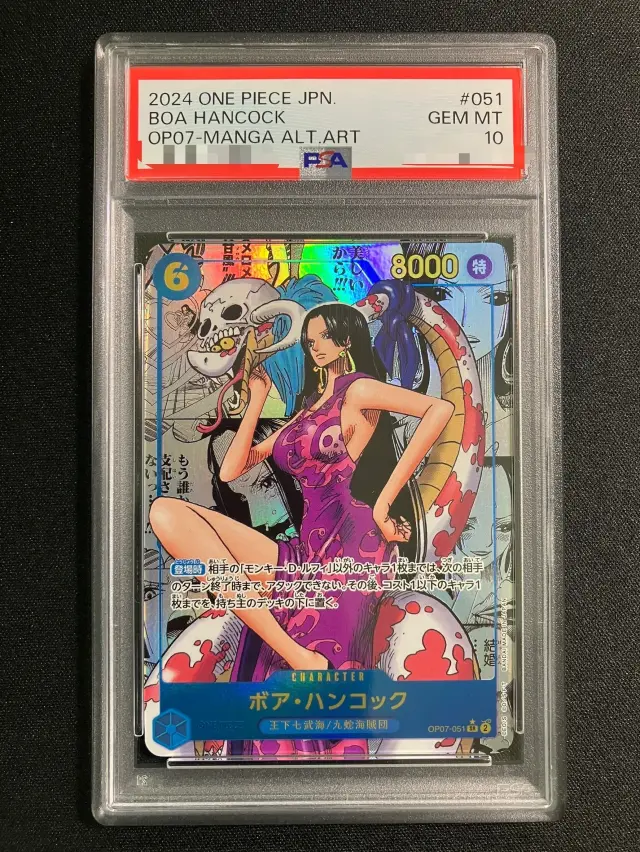 2024 ONE PIECE JPN.
#051
BOA HANCOCK
GEM MT
OP07-MANGA ALT.ART
10
PSA
6
8000
特
美しい
から!!!
もう誰
支配さ
ないっ
登場時 相手の「モンキー・D・ルフィ」以外のキャラ1枚までは、次の相手
のターン終了時まで、アタックできない。その後、コスト1以下のキャラ1
枚までを、持ち主のデッキの下に置く。
結婚
CHARACTER
ボア・ハンコック
王下七武海/九蛇海賊団
OP07-051
SR
2